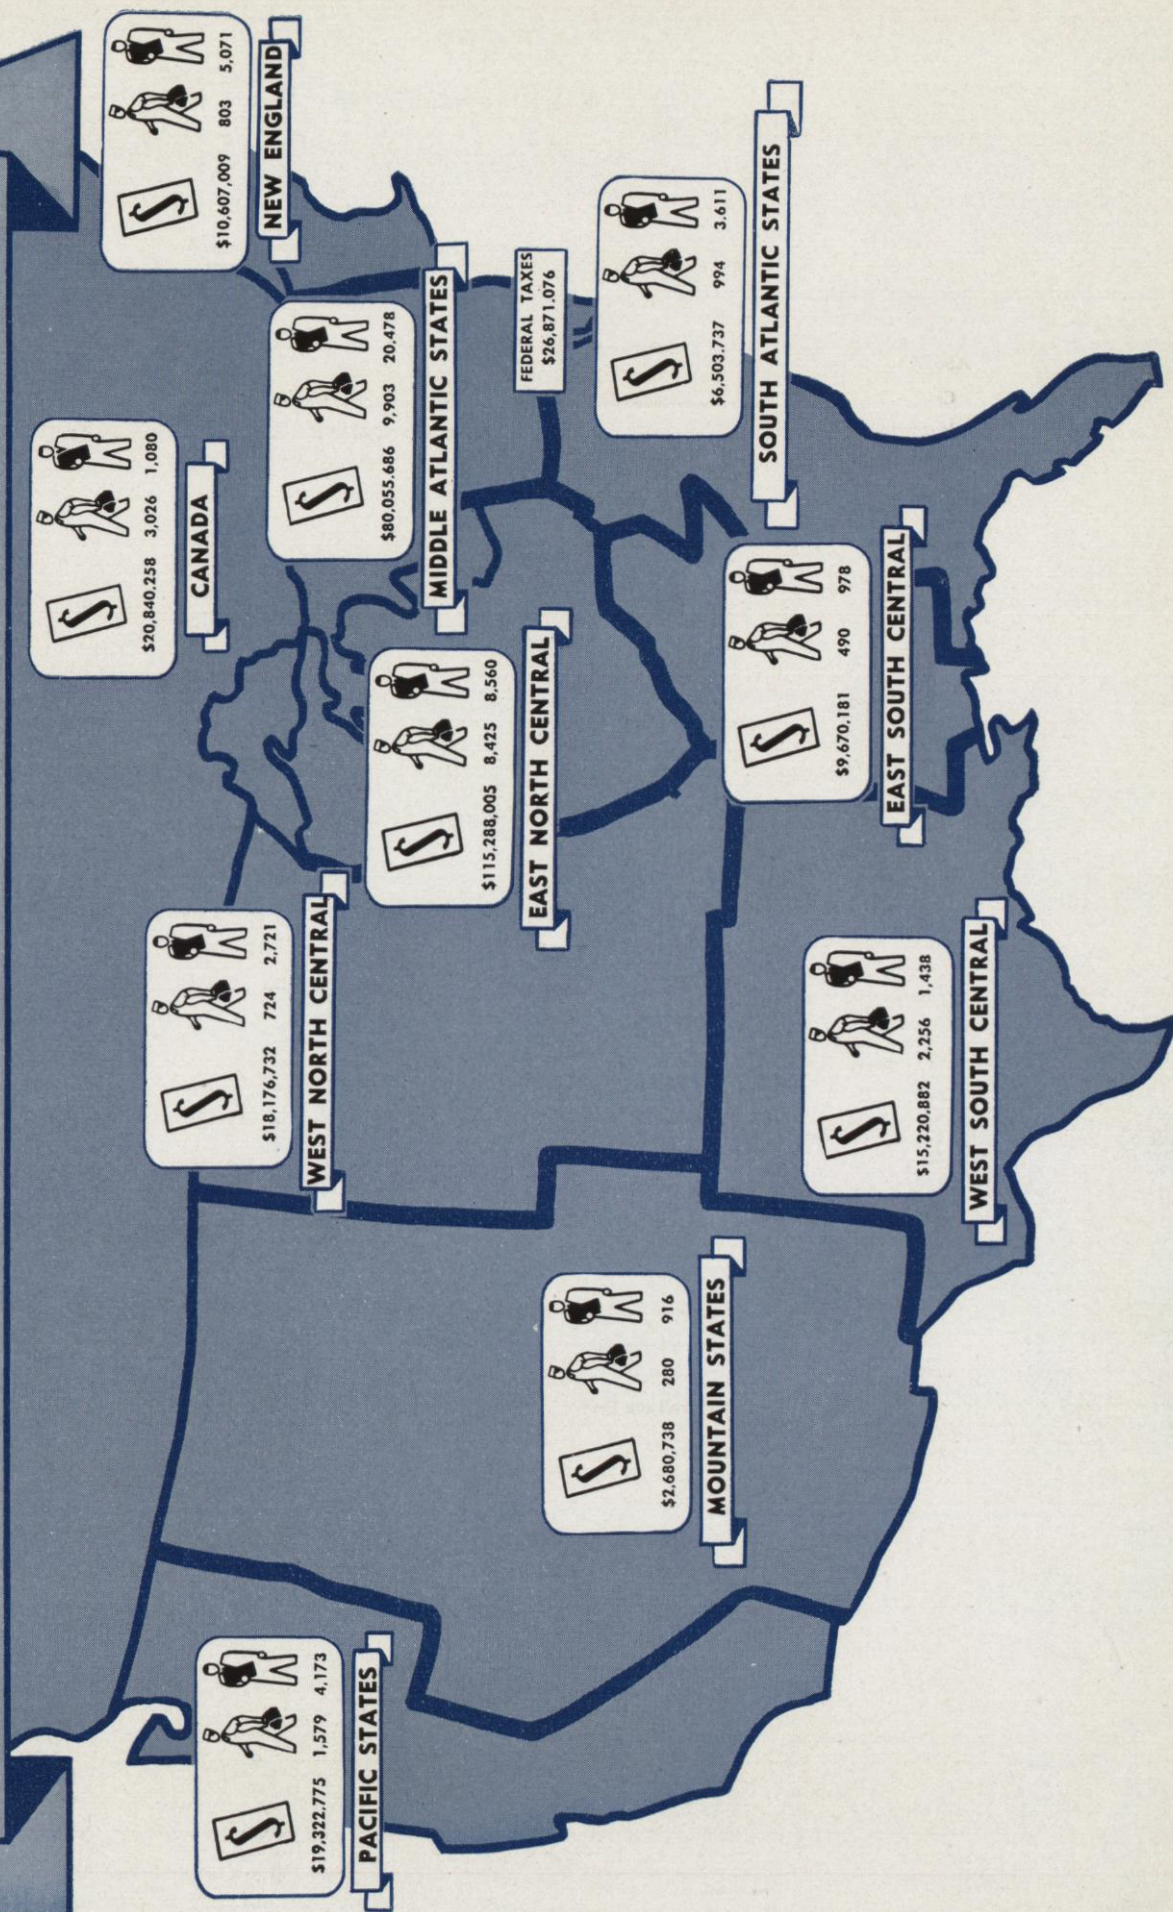 $20,840,258 3,026 1,080
CANADA
$10,607,009 803 5,071
NEW ENGLAND
$18,176,732 724 2,721
WEST NORTH CENTRAL
$19,322.775 1,579 4,173
PACIFIC STATES
$80,055.686 9,903 20,478
MIDDLE ATLANTIC STATES
$115,288,005 8,425 8,560
EAST NORTH CENTRAL
FEDERAL TAXES
$26,871.076
$2,680,738 280 916
MOUNTAIN STATES
$6,503.737 994 3.611
SOUTH ATLANTIC STATES
$9,670,181 490 978
EAST SOUTH CENTRAL
$15,220,882 2,256 1,438
WEST SOUTH CENTRAL